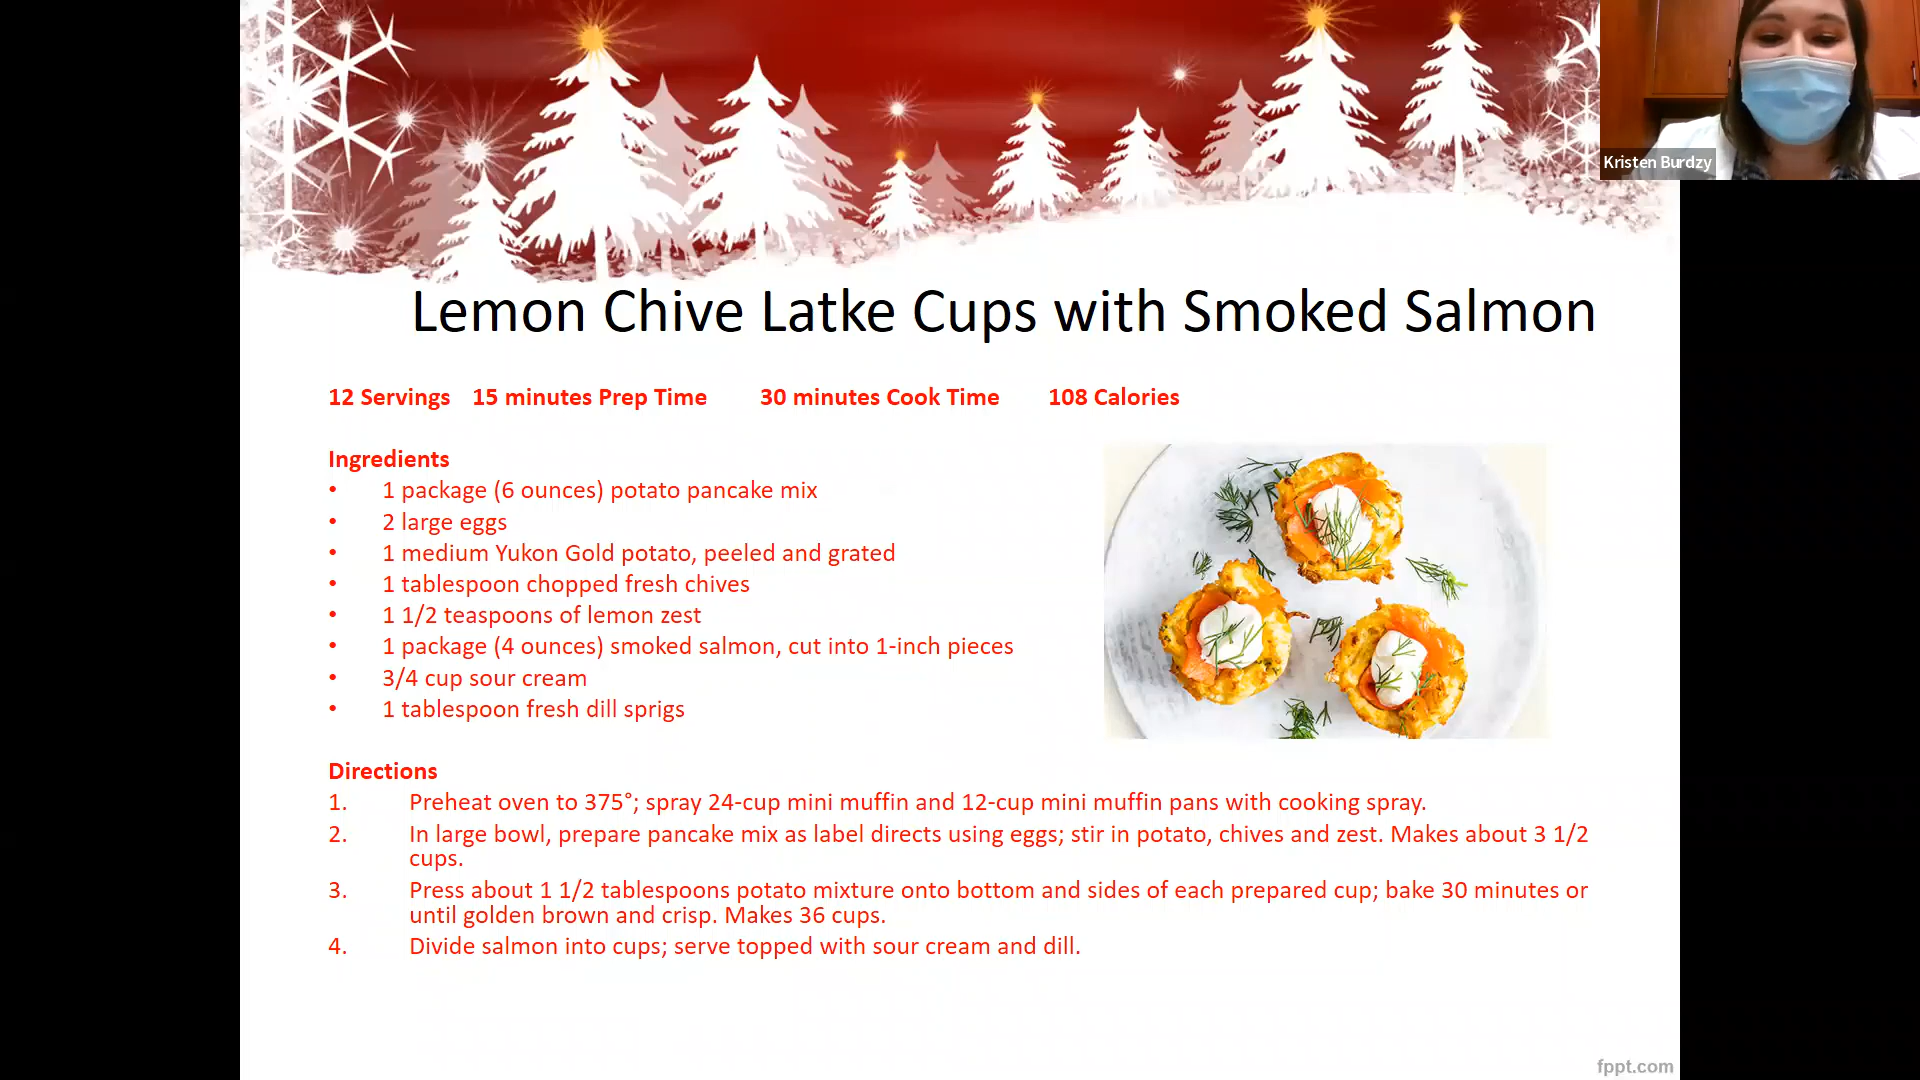 Kristen Burdzy
Lemon Chive Latke Cups with Smoked Salmon
12 Servings 15 minutes Prep Time 30 minutes Cook Time 108 Calories
Ingredients
• 1 package (6 ounces) potato pancake mix
• 2 large eggs
• 1 medium Yukon Gold potato, peeled and grated
• 1 tablespoon chopped fresh chives
• 1 1/2 teaspoons of lemon zest
• 1 package (4 ounces) smoked salmon, cut into 1-inch pieces
• 3/4 cup sour cream
• 1 tablespoon fresh dill sprigs
Directions
1. Preheat oven to 375°; spray 24-cup mini muffin and 12-cup mini muffin pans with cooking spray.
2. In large bowl, prepare pancake mix as label directs using eggs; stir in potato, chives and zest. Makes about 3 1/2
cups.
3. Press about 1 1/2 tablespoons potato mixture onto bottom and sides of each prepared cup; bake 30 minutes or
until golden brown and crisp. Makes 36 cups.
4. Divide salmon into cups; serve topped with sour cream and dill.
fppt.com